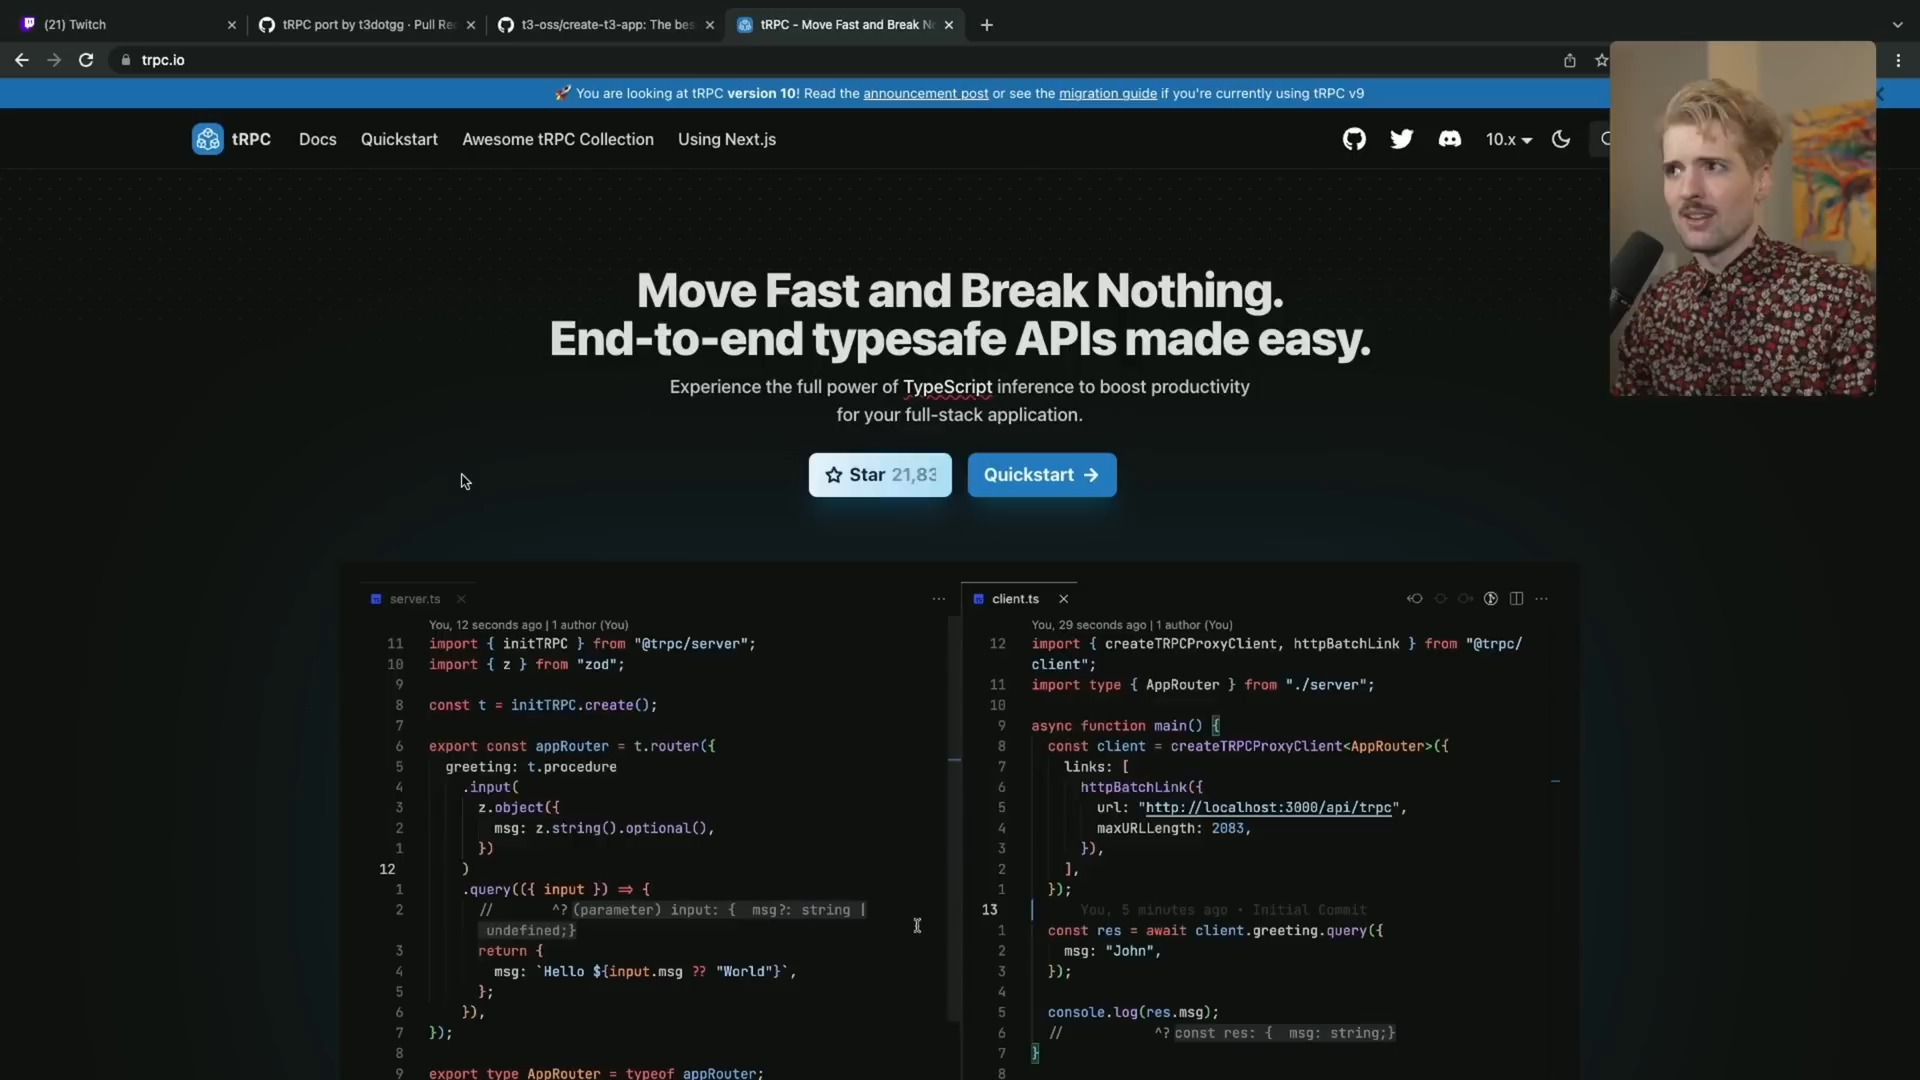 (21) Twitch
tRPC port by t3dotgg · Pull Re
t3-oss/create-t3-app: The bes
tRPC - Move Fast and Break N
trpc.io
🚀 You are looking at tRPC version 10! Read the announcement post or see the migration guide if you're currently using tRPC v9
tRPC
Docs
Quickstart
Awesome tRPC Collection
Using Next.js
10.x
Move Fast and Break Nothing.
End-to-end typesafe APIs made easy.
Experience the full power of TypeScript inference to boost productivity
for your full-stack application.
Star 21,83
Quickstart →
server.ts
You, 12 seconds ago | 1 author (You)
11 import { initTRPC } from "@trpc/server";
10 import { z } from "zod";
9
8 const t = initTRPC.create();
7
6 export const appRouter = t.router({
5 greeting: t.procedure
4 .input(
3 z.object({
2 msg: z.string().optional(),
1 })
12 )
1 .query(({ input }) => {
2 // ^?(parameter) input: { msg?: string |
undefined;}
3 return {
4 msg: `Hello ${input.msg ?? "World"}`,
5 };
6 }),
7 });
8
9 export type AppRouter = typeof appRouter;
client.ts
You, 29 seconds ago | 1 author (You)
12 import { createTRPCProxyClient, httpBatchLink } from "@trpc/
client";
11 import type { AppRouter } from "./server";
10
9 async function main() {
8 const client = createTRPCProxyClient<AppRouter>({
7 links: [
6 httpBatchLink({
5 url: "http://localhost:3000/api/trpc",
4 maxURLLength: 2083,
3 }),
2 ],
1 });
13 You, 5 minutes ago • Initial Commit
1 const res = await client.greeting.query({
2 msg: "John",
3 });
4
5 console.log(res.msg);
6 // ^?const res: { msg: string;}
7 }
8